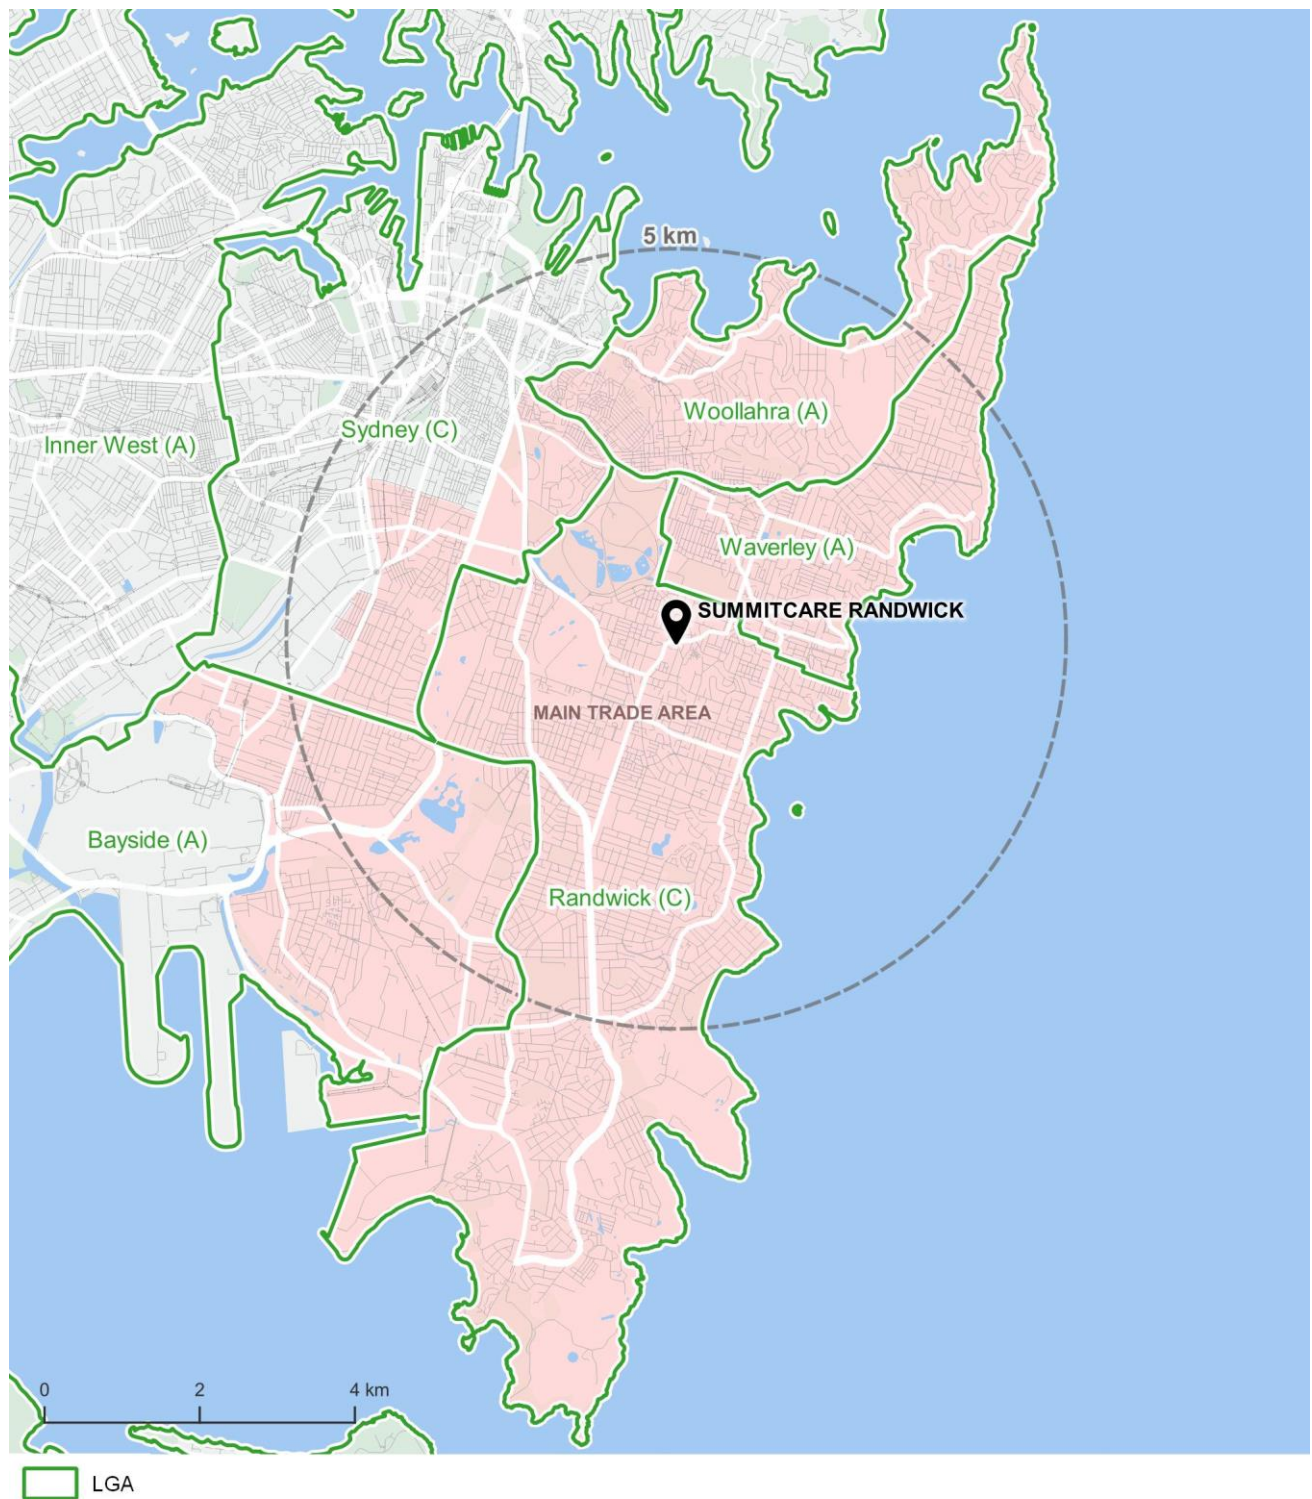 5 km
Woollahra (A)
Sydney (C)
Inner West (A)
Waverley (A)
SUMMITCARE RANDWICK
MAIN TRADE AREA
Bayside (A)
Randwick (C)
0 2 4 km
LGA